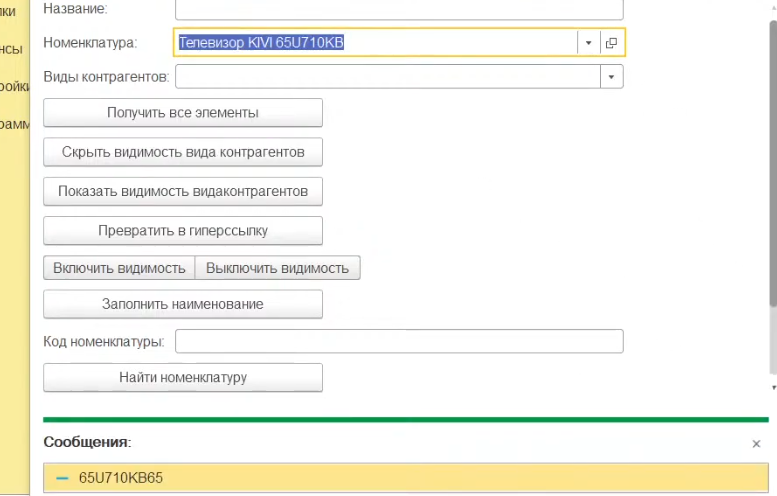 Название:
лки
Номенклатура: Телевизор KIVI 65U710KB
нсы
Виды контрагентов:
ройки
Получить все элементы
рамм
Скрыть видимость вида контрагентов
Показать видимость видаконтрагентов
Превратить в гиперссылку
Включить видимость Выключить видимость
Заполнить наименование
Код номенклатуры:
Найти номенклатуру
Сообщения:
65U710KB65